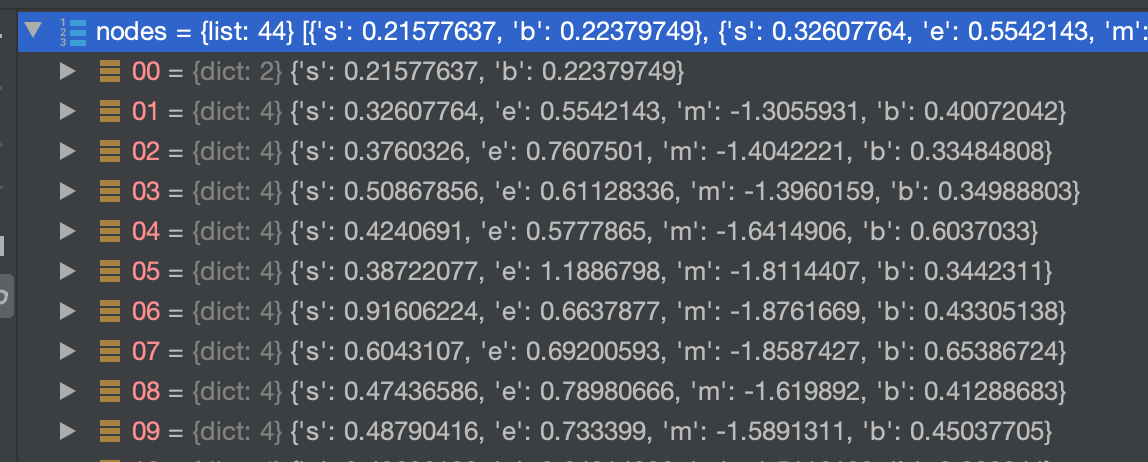 nodes = {list: 44} [{'s': 0.21577637, 'b': 0.22379749}, {'s': 0.32607764, 'e': 0.5542143, 'm':
00 = {dict: 2} {'s': 0.21577637, 'b': 0.22379749}
01 = {dict: 4} {'s': 0.32607764, 'e': 0.5542143, 'm': -1.3055931, 'b': 0.40072042}
02 = {dict: 4} {'s': 0.3760326, 'e': 0.7607501, 'm': -1.4042221, 'b': 0.33484808}
03 = {dict: 4} {'s': 0.50867856, 'e': 0.61128336, 'm': -1.3960159, 'b': 0.34988803}
04 = {dict: 4} {'s': 0.4240691, 'e': 0.5777865, 'm': -1.6414906, 'b': 0.6037033}
05 = {dict: 4} {'s': 0.38722077, 'e': 1.1886798, 'm': -1.8114407, 'b': 0.3442311}
06 = {dict: 4} {'s': 0.91606224, 'e': 0.6637877, 'm': -1.8761669, 'b': 0.43305138}
07 = {dict: 4} {'s': 0.6043107, 'e': 0.69200593, 'm': -1.8587427, 'b': 0.65386724}
08 = {dict: 4} {'s': 0.47436586, 'e': 0.78980666, 'm': -1.619892, 'b': 0.41288683}
09 = {dict: 4} {'s': 0.48790416, 'e': 0.733399, 'm': -1.5891311, 'b': 0.45037705}